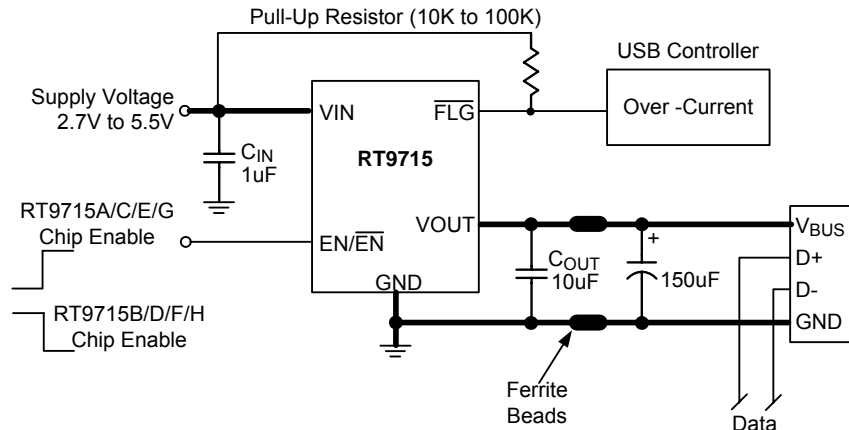 Pull-Up Resistor (10K to 100K)
USB Controller
Supply Voltage
2.7V to 5.5V
VIN
FLG
Over -Current
RT9715
CIN
1uF
RT9715A/C/E/G
Chip Enable
EN/EN
VOUT
GND
COUT
10uF
+
150uF
VBUS
D+
D-
GND
RT9715B/D/F/H
Chip Enable
Ferrite
Beads
Data